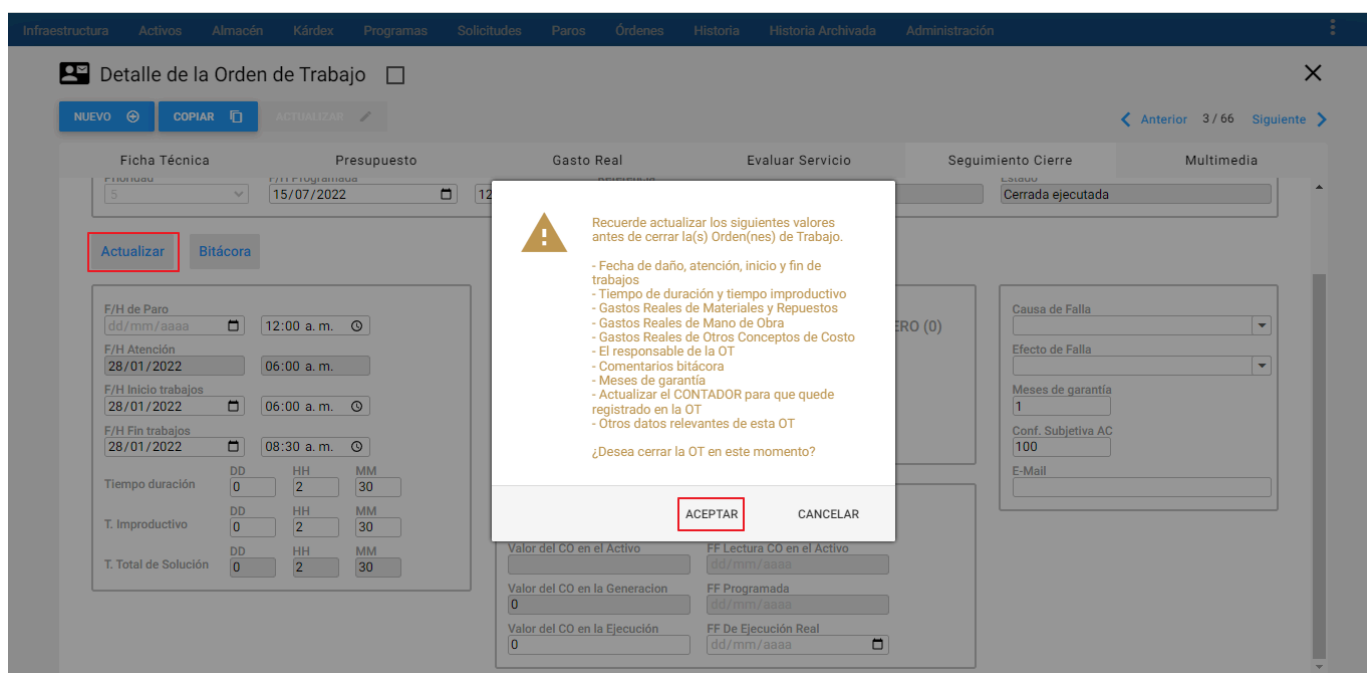 Infraestructura Activos Almacén Kárdex Programas Solicitudes Paros Órdenes Historia Historia Archivada Administración
Detalle de la Orden de Trabajo
NUEVO COPIAR ACTUALIZAR Anterior 3 / 66 Siguiente
Ficha Técnica Presupuesto Gasto Real Evaluar Servicio Seguimiento Cierre Multimedia
Prioridad F/H Programada Referencia Estado
5 15/07/2022 12 Cerrada ejecutada
Actualizar Bitácora
Recuerde actualizar los siguientes valores
antes de cerrar la(s) Orden(nes) de Trabajo.
- Fecha de daño, atención, inicio y fin de
trabajos
- Tiempo de duración y tiempo improductivo
- Gastos Reales de Materiales y Repuestos
- Gastos Reales de Mano de Obra
- Gastos Reales de Otros Conceptos de Costo
- El responsable de la OT
- Comentarios bitácora
- Meses de garantía
- Actualizar el CONTADOR para que quede
registrado en la OT
- Otros datos relevantes de esta OT
¿Desea cerrar la OT en este momento?
ACEPTAR CANCELAR
F/H de Paro
dd/mm/aaaa 12:00 a. m.
F/H Atención
28/01/2022 06:00 a. m.
F/H Inicio trabajos
28/01/2022 06:00 a. m.
F/H Fin trabajos
28/01/2022 08:30 a. m.
DD HH MM
Tiempo duración 0 2 30
DD HH MM
T. Improductivo 0 2 30
DD HH MM
T. Total de Solución 0 2 30
ERO (0)
Valor del CO en el Activo FF Lectura CO en el Activo
dd/mm/aaaa
Valor del CO en la Generacion FF Programada
0 dd/mm/aaaa
Valor del CO en la Ejecución FF De Ejecución Real
0 dd/mm/aaaa
Causa de Falla
Efecto de Falla
Meses de garantía
1
Conf. Subjetiva AC
100
E-Mail